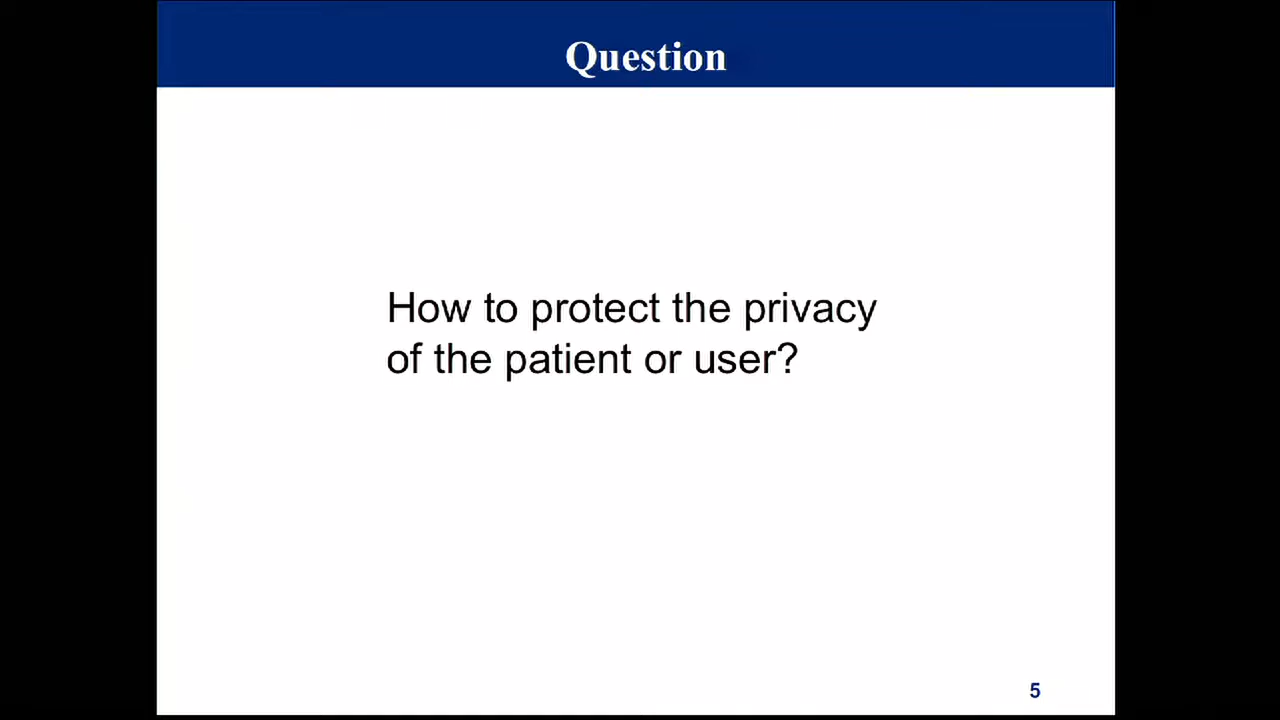 Question
How to protect the privacy
of the patient or user?
5